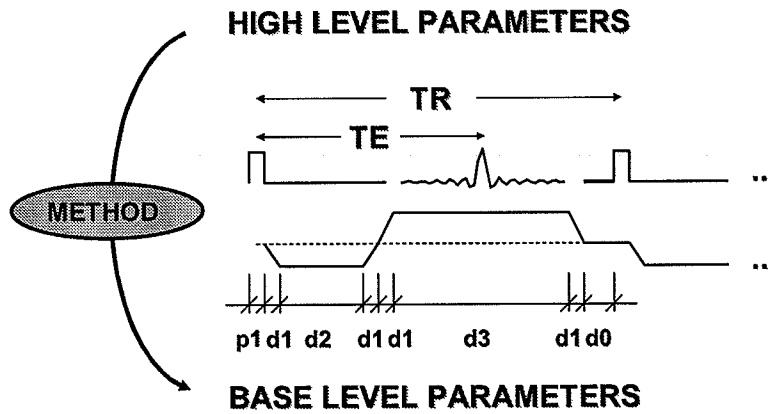 HIGH LEVEL PARAMETERS
TR
TE
..
METHOD
..
p1 d1 d2 d1 d1 d3 d1 d0
BASE LEVEL PARAMETERS